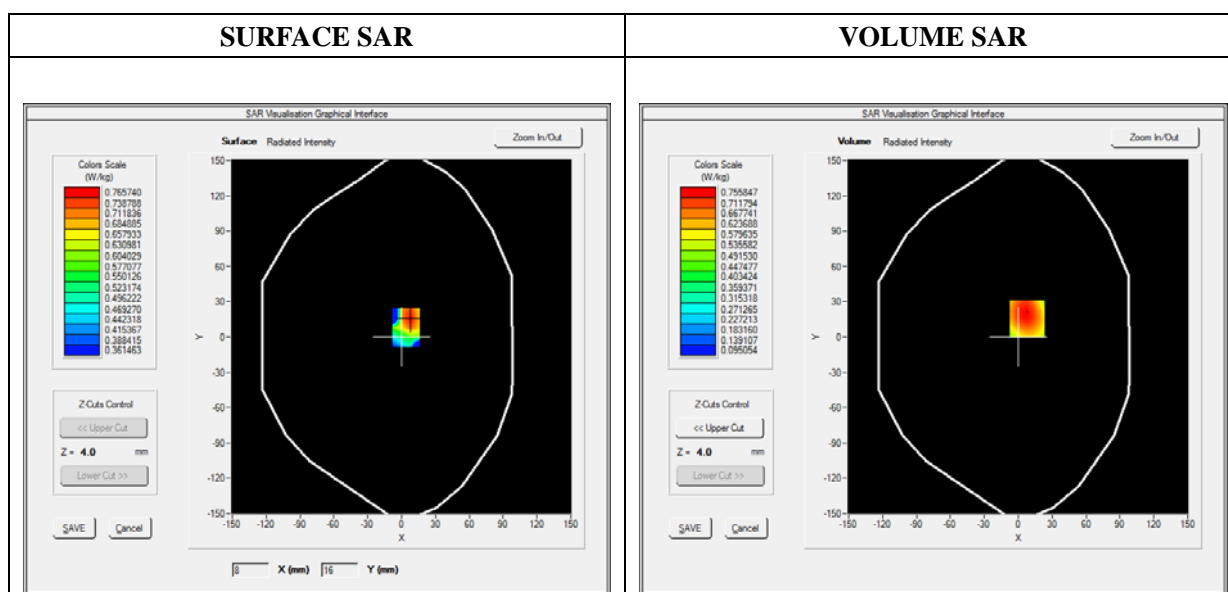 SURFACE SAR
VOLUME SAR
SAR Visualisation Graphical Interface
Surface Radiated Intensity
Zoom In/Out
Colors Scale
(W/kg)
0.765740
0.738788
0.711836
0.684885
0.657933
0.630981
0.604029
0.577077
0.550126
0.523174
0.496222
0.469270
0.442318
0.415367
0.388415
0.361463
Z-Cuts Control
<< Upper Cut
Z = 4.0 mm
Lower Cut >>
SAVE Cancel
150
120
90
60
30
0
-30
-60
-90
-120
-150
Y
-150 -120 -90 -60 -30 0 30 60 90 120 150
X
8 X (mm) 16 Y (mm)
SAR Visualisation Graphical Interface
Volume Radiated Intensity
Zoom In/Out
Colors Scale
(W/kg)
0.755847
0.711794
0.667741
0.623688
0.579635
0.535582
0.491530
0.447477
0.403424
0.359371
0.315318
0.271265
0.227213
0.183160
0.139107
0.095054
Z-Cuts Control
<< Upper Cut
Z = 4.0 mm
Lower Cut >>
SAVE Cancel
150
120
90
60
30
0
-30
-60
-90
-120
-150
Y
-150 -120 -90 -60 -30 0 30 60 90 120 150
X